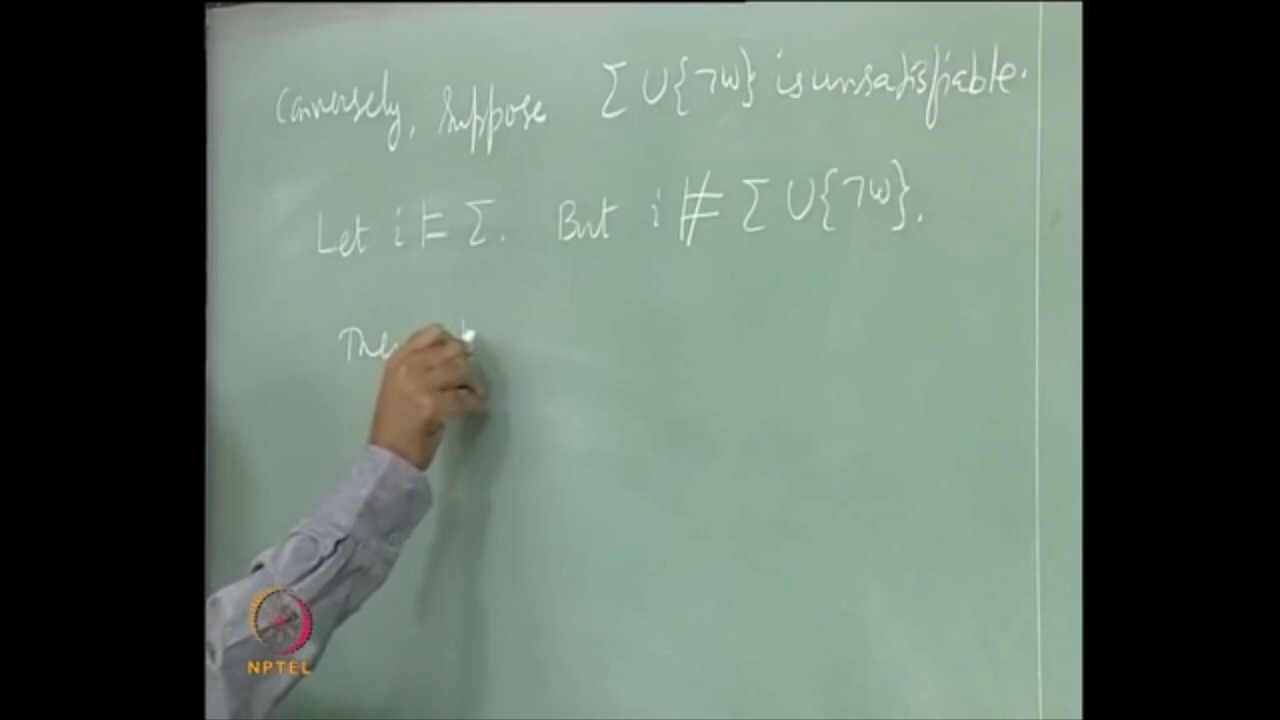 Conversely, Suppose Σ ∪ {¬w} is unsatisfiable.
Let i ⊨ Σ. But i ⊭ Σ ∪ {¬w}.
NPTEL